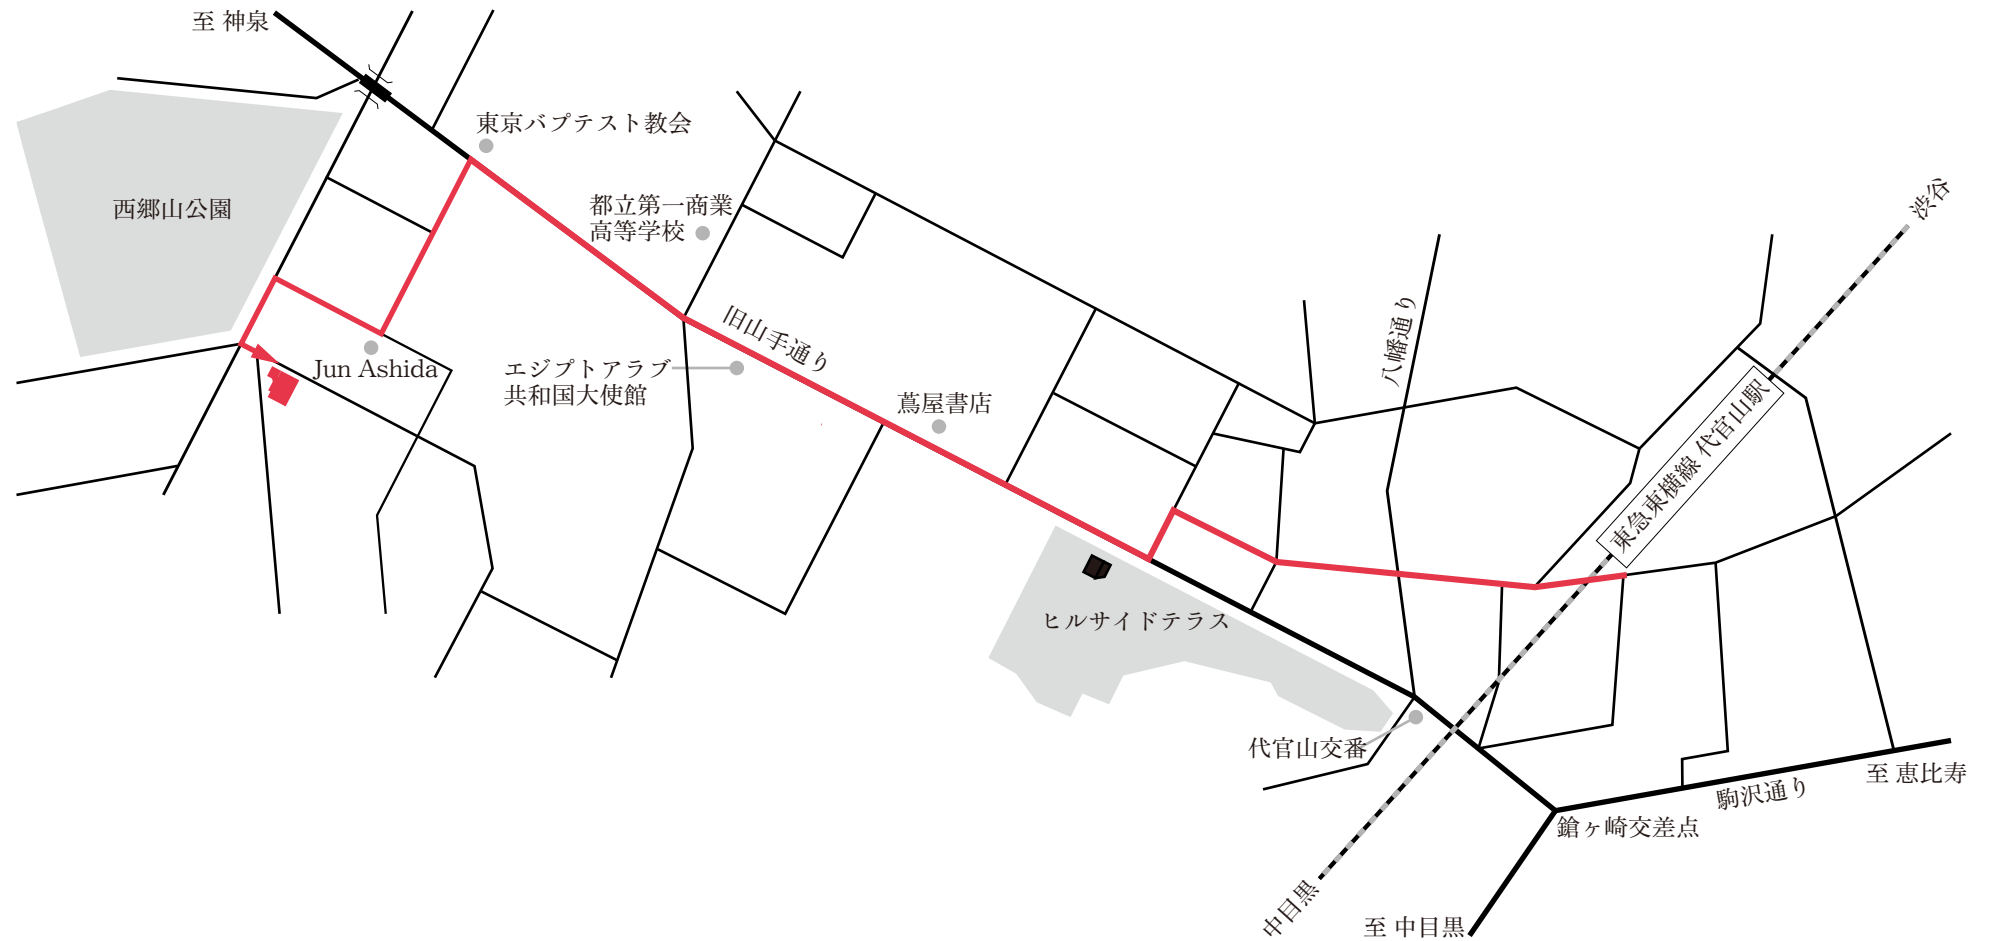 至 神泉
東京バプテスト教会
都立第一商業
高等学校
西郷山公園
渋谷
旧山手通り
八幡通り
Jun Ashida
エジプトアラブ
共和国大使館
蔦屋書店
東急東横線 代官山駅
ヒルサイドテラス
代官山交番
至 恵比寿
駒沢通り
鎗ヶ崎交差点
中目黒
至 中目黒